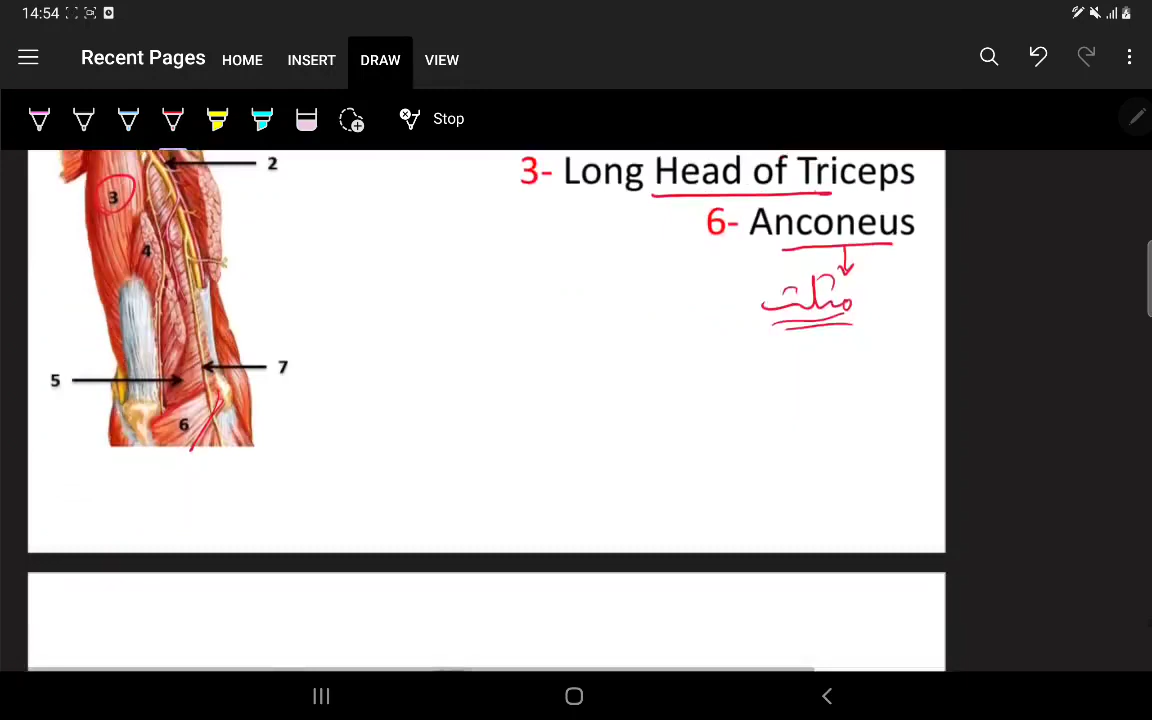 14:54
Recent Pages HOME INSERT DRAW VIEW
Stop
2
3- Long Head of Triceps
3
6- Anconeus
4
مثلث
7
5
6